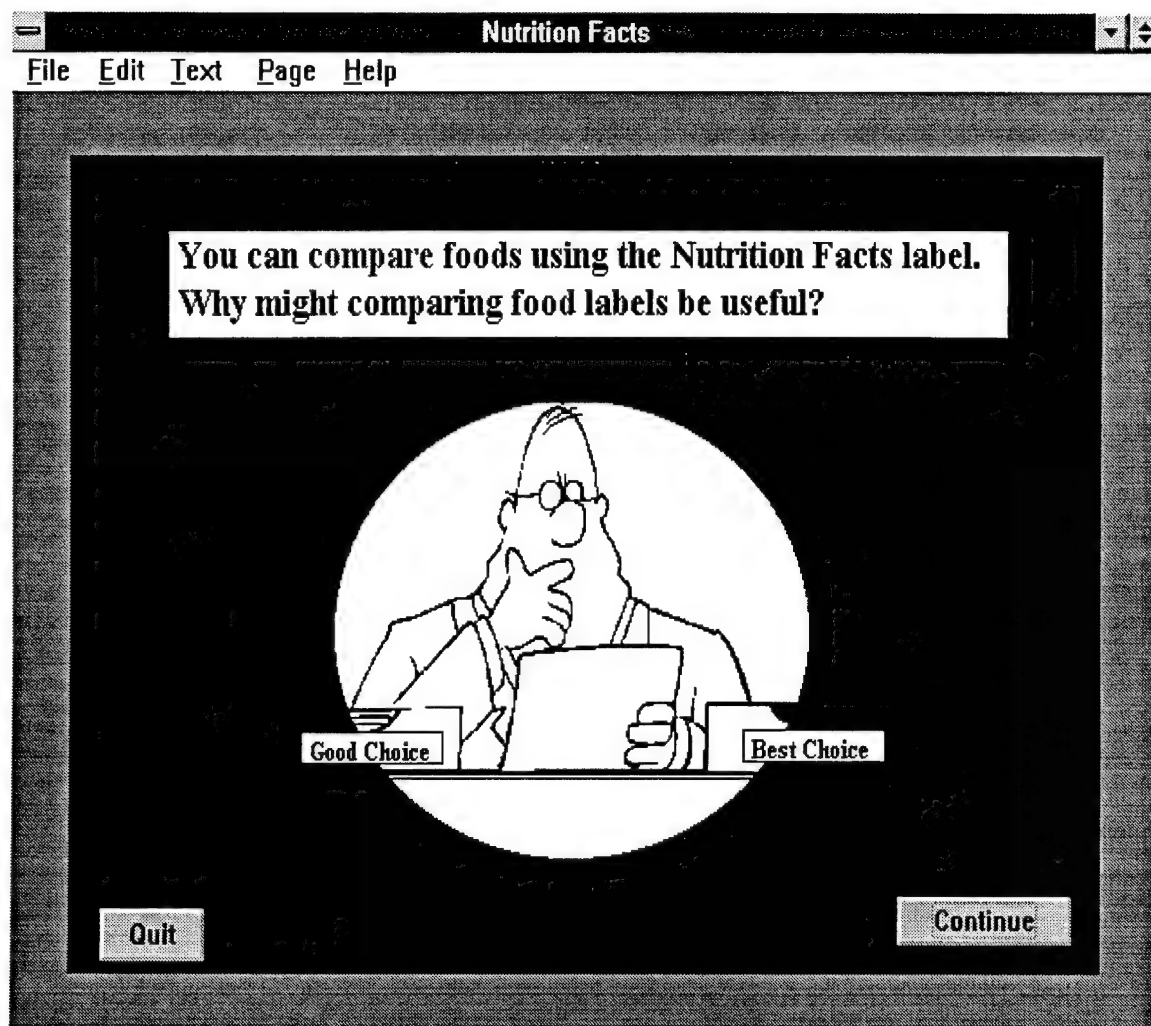 Nutrition Facts
File Edit Text Page Help
You can compare foods using the Nutrition Facts label.
Why might comparing food labels be useful?
Good Choice
Best Choice
Quit
Continue